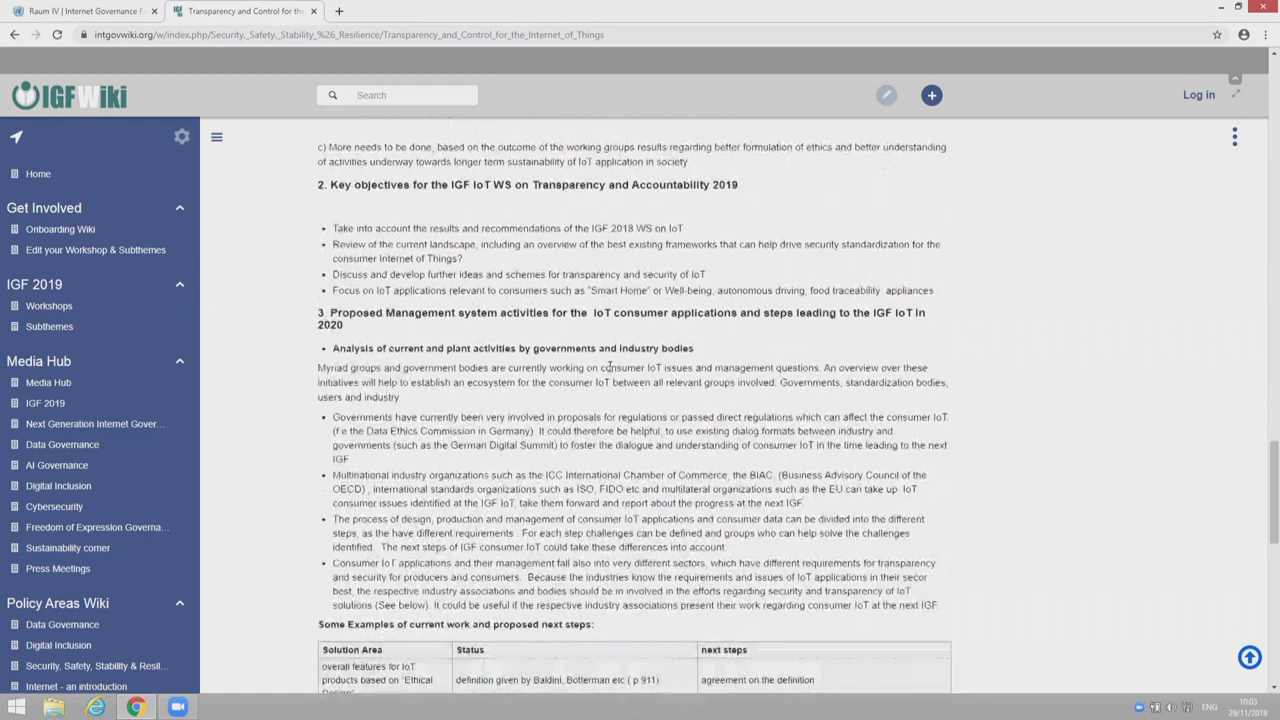 Raum IV | Internet Governance F
Transparency and Control for the
intgovwiki.org/w/index.php/Security,_Safety,_Stability_%26_Resilience/Transparency_and_Control_for_the_Internet_of_Things
IGFWiki
Search
Log in
Home
Get Involved
Onboarding Wiki
Edit your Workshop & Subthemes
IGF 2019
Workshops
Subthemes
Media Hub
Media Hub
IGF 2019
Next Generation Internet Gover...
Data Governance
AI Governance
Digital Inclusion
Cybersecurity
Freedom of Expression Governa...
Sustainability corner
Press Meetings
Policy Areas Wiki
Data Governance
Digital Inclusion
Security, Safety, Stability & Resil...
Internet - an introduction
c) More needs to be done, based on the outcome of the working groups results regarding better formulation of ethics and better understanding
of activities underway towards longer term sustainability of IoT application in society
2. Key objectives for the IGF IoT WS on Transparency and Accountability 2019
Take into account the results and recommendations of the IGF 2018 WS on IoT
Review of the current landscape, including an overview of the best existing frameworks that can help drive security standardization for the
consumer Internet of Things?
Discuss and develop further ideas and schemes for transparency and security of IoT
Focus on IoT applications relevant to consumers such as "Smart Home" or Well-being, autonomous driving, food traceability appliances
3 Proposed Management system activities for the IoT consumer applications and steps leading to the IGF IoT in
2020
Analysis of current and plant activities by governments and industry bodies
Myriad groups and government bodies are currently working on consumer IoT issues and management questions. An overview over these
initiatives will help to establish an ecosystem for the consumer IoT between all relevant groups involved: Governments, standardization bodies,
users and industry.
Governments have currently been very involved in proposals for regulations or passed direct regulations which can affect the consumer IoT.
(f e the Data Ethics Commission in Germany) It could therefore be helpful, to use existing dialog formats between industry and
governments (such as the German Digital Summit) to foster the dialogue and understanding of consumer IoT in the time leading to the next
IGF
Multinational industry organizations such as the ICC International Chamber of Commerce, the BIAC, (Business Advisory Council of the
OECD) , international standards organizations such as ISO, FIDO etc and multilateral organizations such as the EU can take up IoT
consumer issues identified at the IGF IoT, take them forward and report about the progress at the next IGF.
The process of design, production and management of consumer IoT applications and consumer data can be divided into the different
steps, as the have different requirements . For each step challenges can be defined and groups who can help solve the challenges
identified. The next steps of IGF consumer IoT could take these differences into account
Consumer IoT applications and their management fall also into very different sectors, which have different requirements for transparency
and security for producers and consumers. Because the industries know the requirements and issues of IoT applications in their secor
best, the respective industry associations and bodies should be in involved in the efforts regarding security and transparency of IoT
solutions (See below). It could be useful if the respective industry associations present their work regarding consumer IoT at the next IGF.
Some Examples of current work and proposed next steps:
Solution Area
Status
next steps
overall features for IoT
products based on "Ethical
Design"
definition given by Baldini, Botterman etc ( p 911)
agreement on the definition
ENG
10:03
29/11/2019